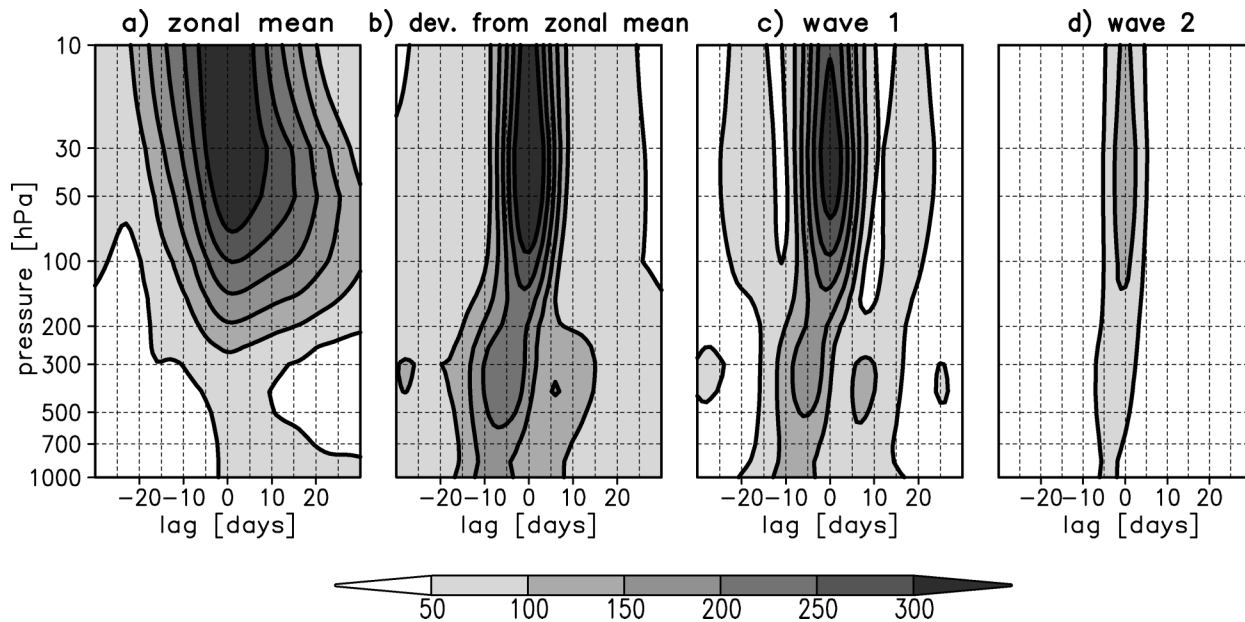 a) zonal mean
b) dev. from zonal mean
c) wave 1
d) wave 2
10
30
50
100
200
300
500
700
1000
pressure [hPa]
−20−10 0 10 20
−20−10 0 10 20
−20−10 0 10 20
−20−10 0 10 20
lag [days]
lag [days]
lag [days]
lag [days]
50 100 150 200 250 300